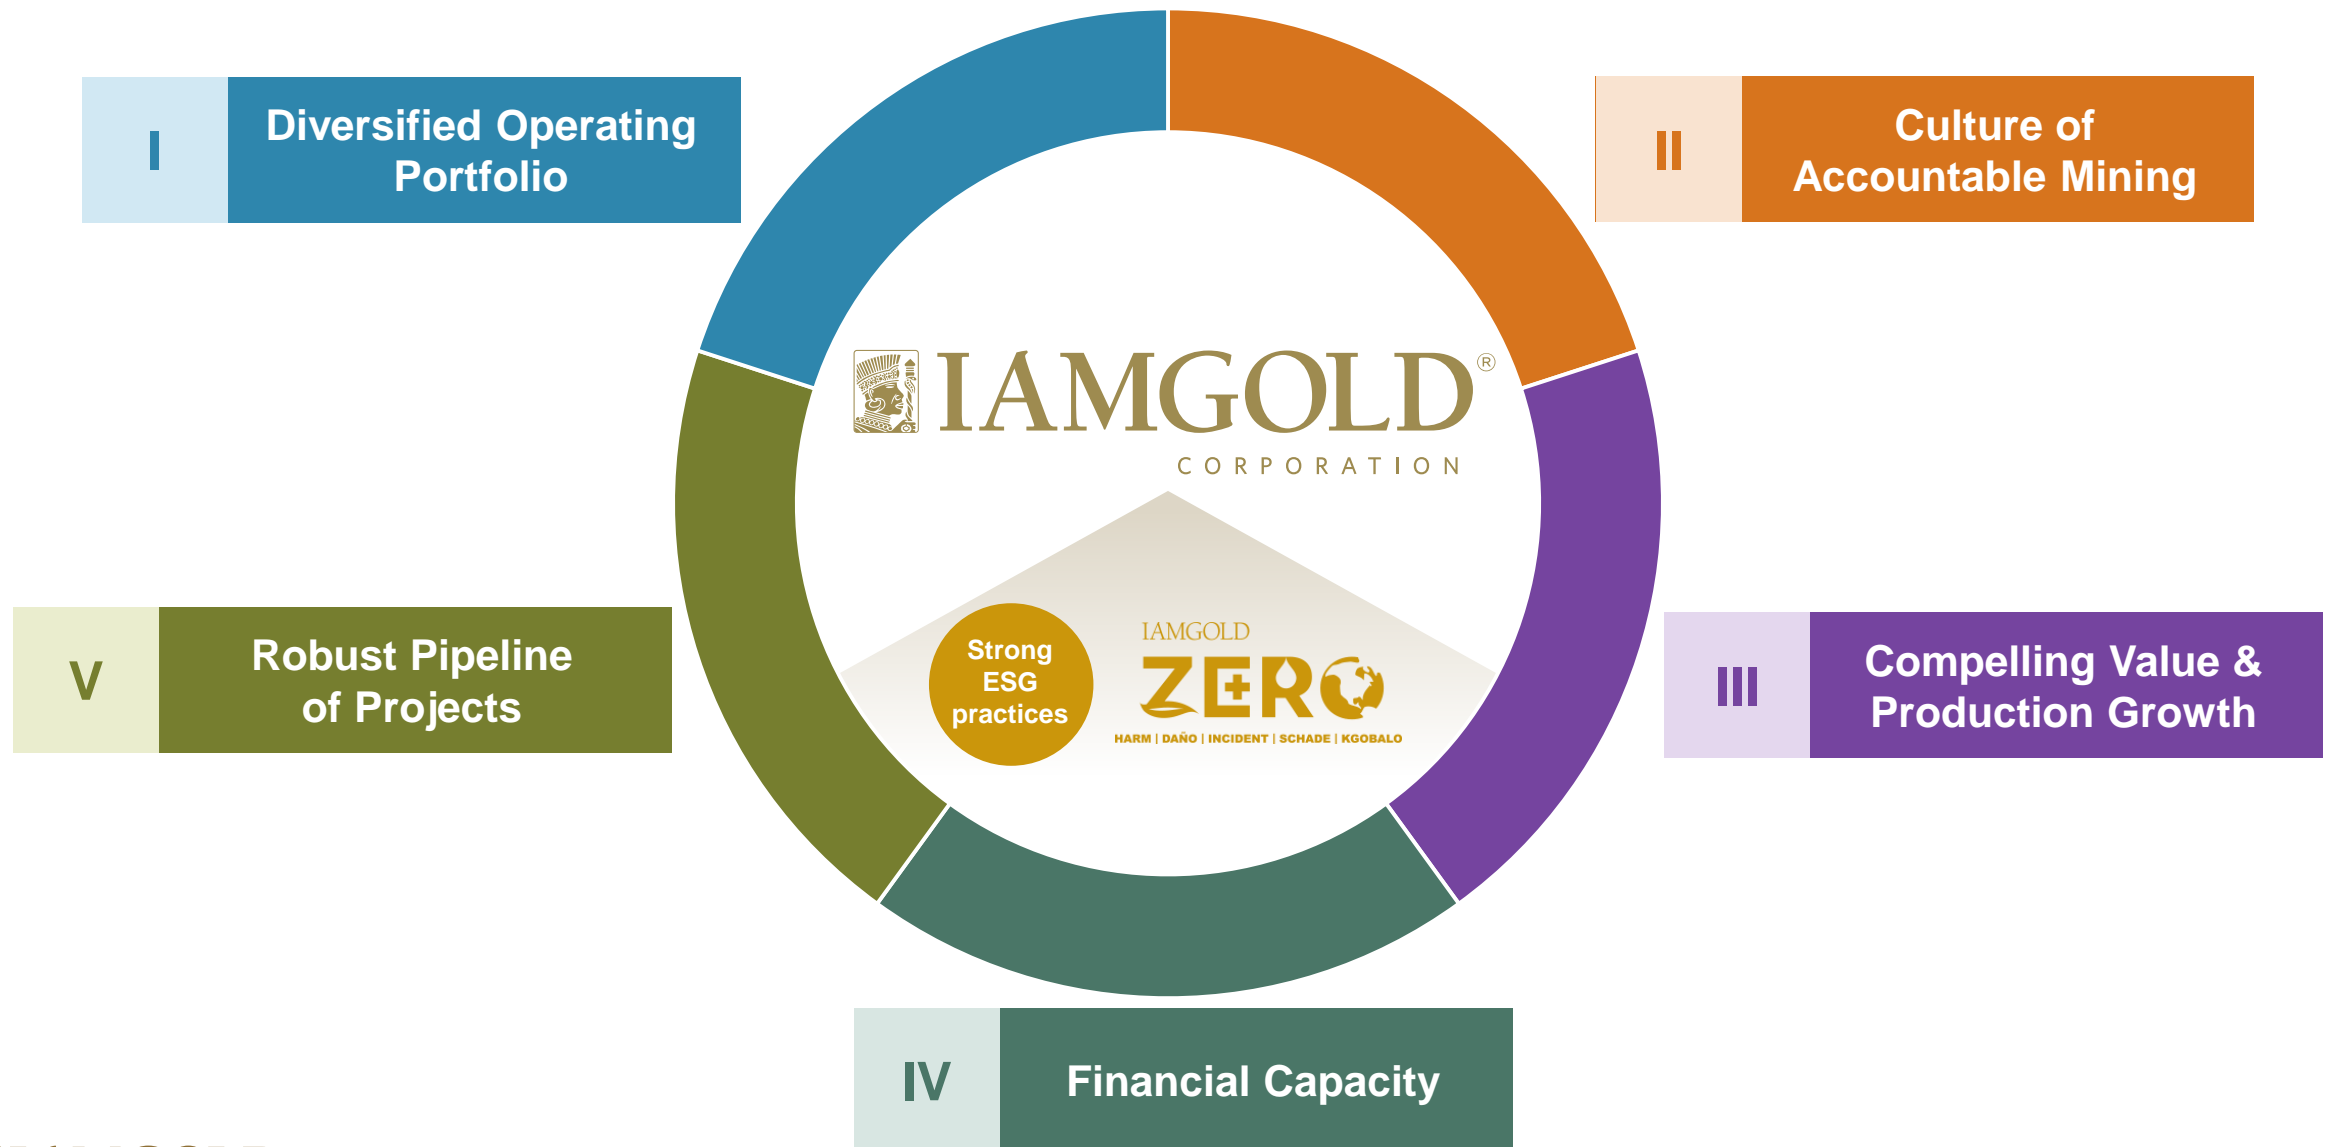 I
Diversified Operating
Portfolio
II
Culture of
Accountable Mining
IAMGOLD®
CORPORATION
Strong
ESG
practices
IAMGOLD
ZERO
HARM | DAÑO | INCIDENT | SCHADE | KGOBALO
V
Robust Pipeline
of Projects
III
Compelling Value &
Production Growth
IV
Financial Capacity